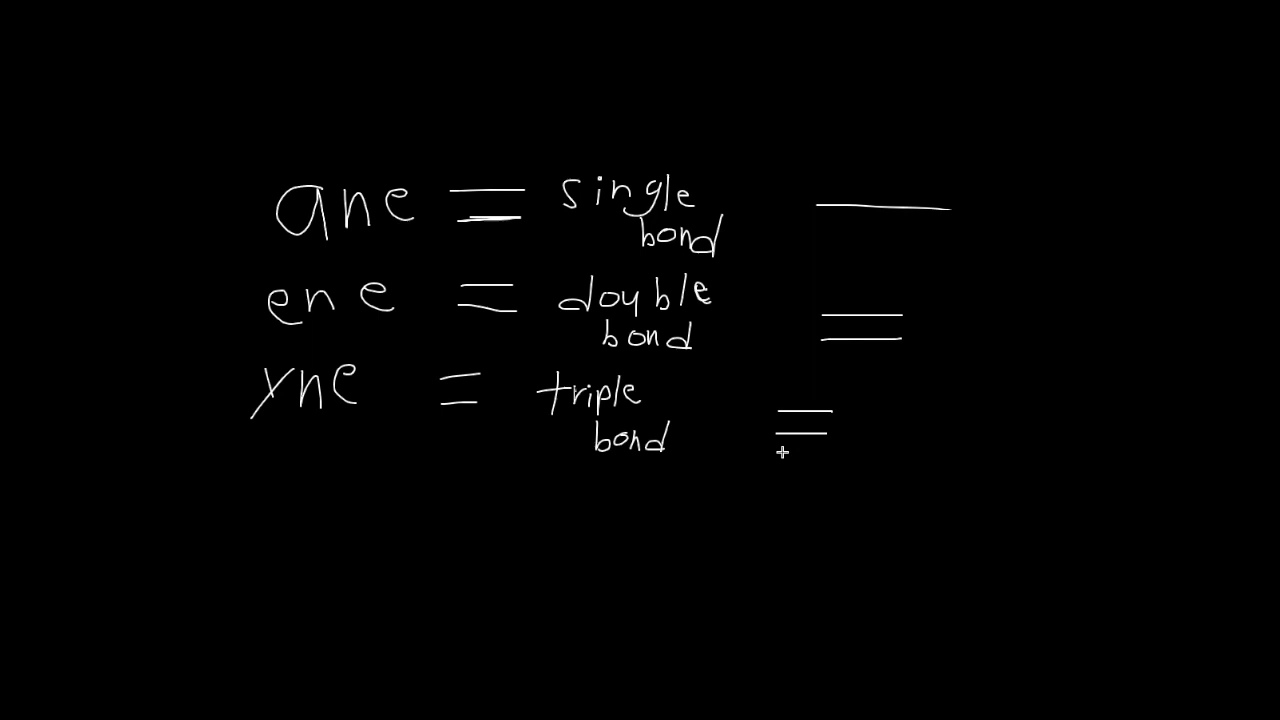 ane = single
bond
ene = double
bond
yne = triple
bond